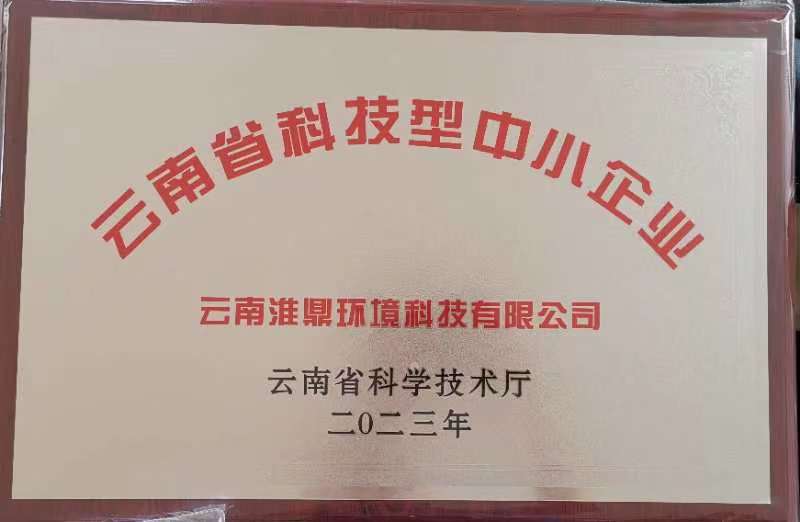 云南省科技型中小企业
云南淮鼎环境科技有限公司
云南省科学技术厅
二0二三年